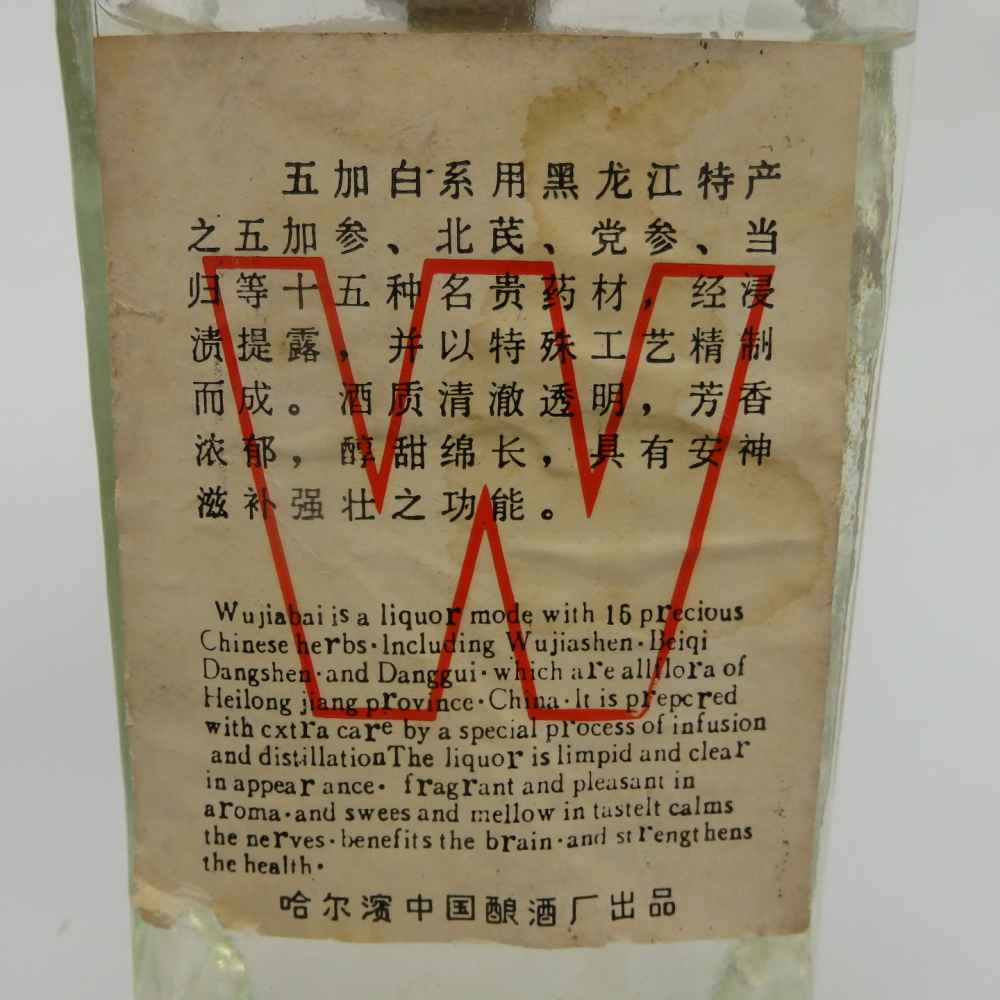 五加白系用黑龙江特产
之五加参、北芪、党参、当
归等十五种名贵药材，经浸
渍提露，并以特殊工艺精制
而成。酒质清澈透明，芳香
浓郁，醇甜绵长，具有安神
滋补强壮之功能。
W
Wujiabai is a liquor mode with 15 precious
Chinese herbs·Including Wujiashen·Beiqi
Dangshen·and Danggui·which are allflora of
Heilong jiang province·China·It is prepcred
with cxtra care by a special process of infusion
and distillationThe liquor is limpid and clear
in appear ance· fragrant and pleasant in
aroma·and swees and mellow in tasteIt calms
the nerves·benefits the brain·and strengthens
the health·
哈尔滨中国酿酒厂出品